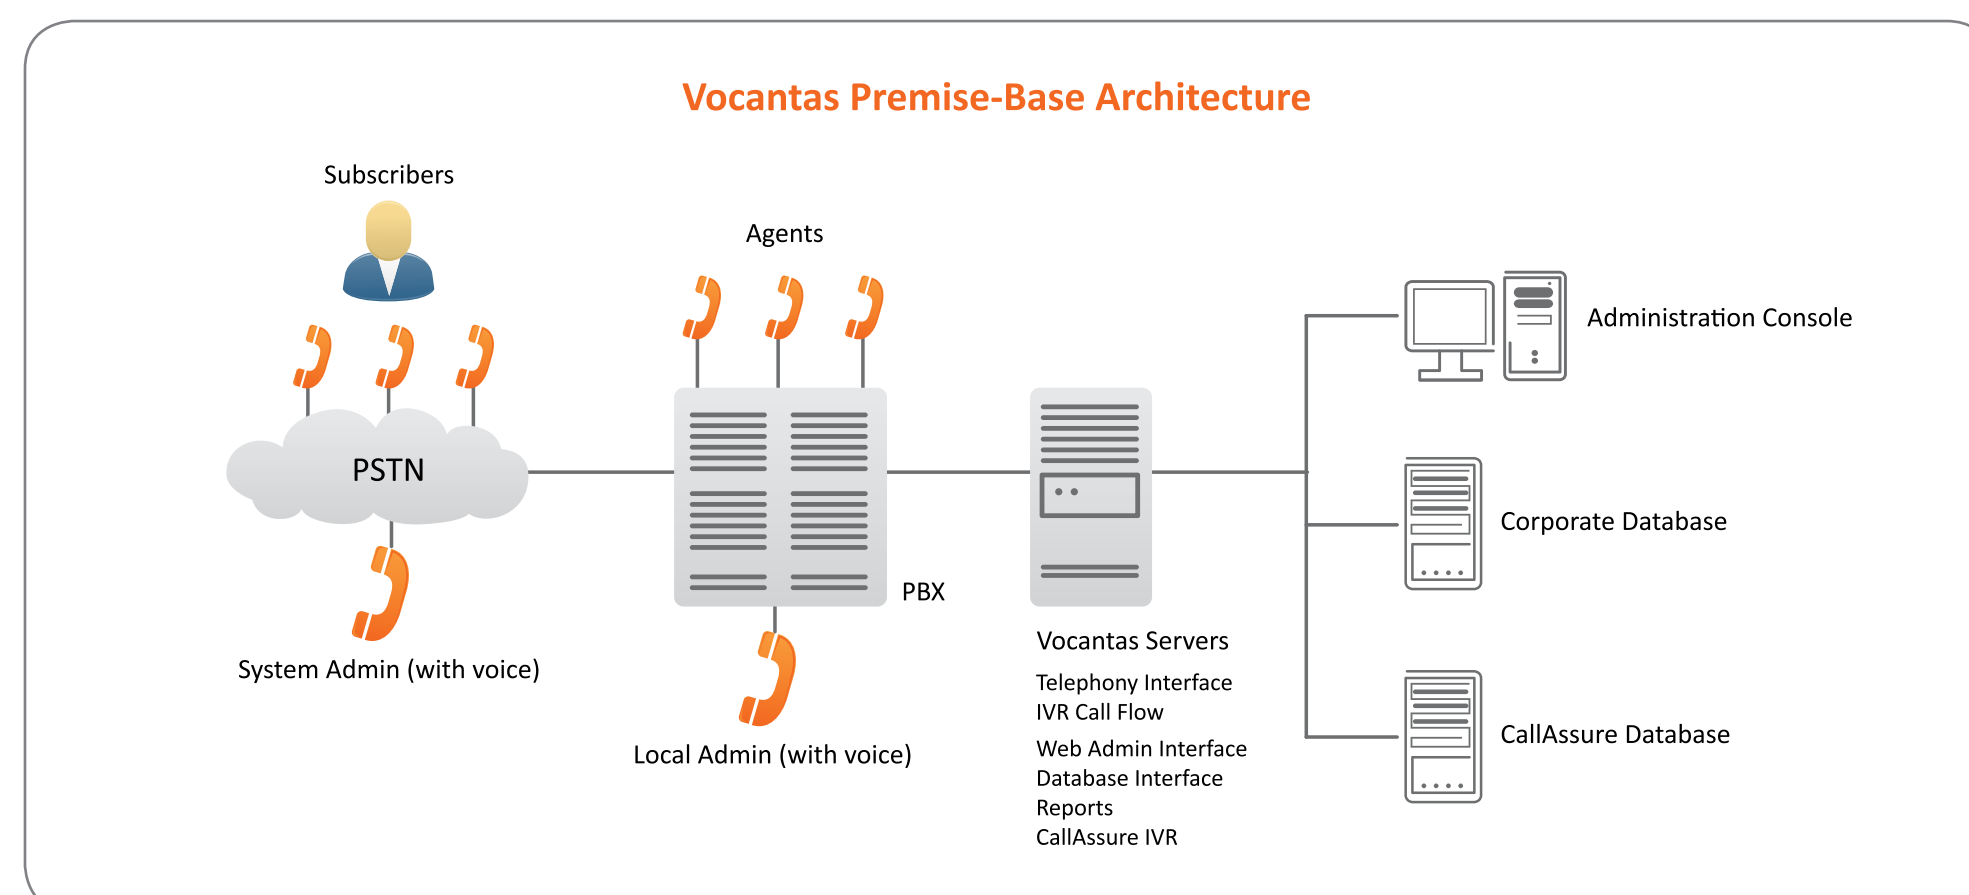 Vocantas Premise-Base Architecture
Subscribers
Agents
Administration Console
PSTN
Corporate Database
PBX
System Admin (with voice)
Local Admin (with voice)
Vocantas Servers
Telephony Interface
IVR Call Flow
Web Admin Interface
Database Interface
Reports
CallAssure IVR
CallAssure Database